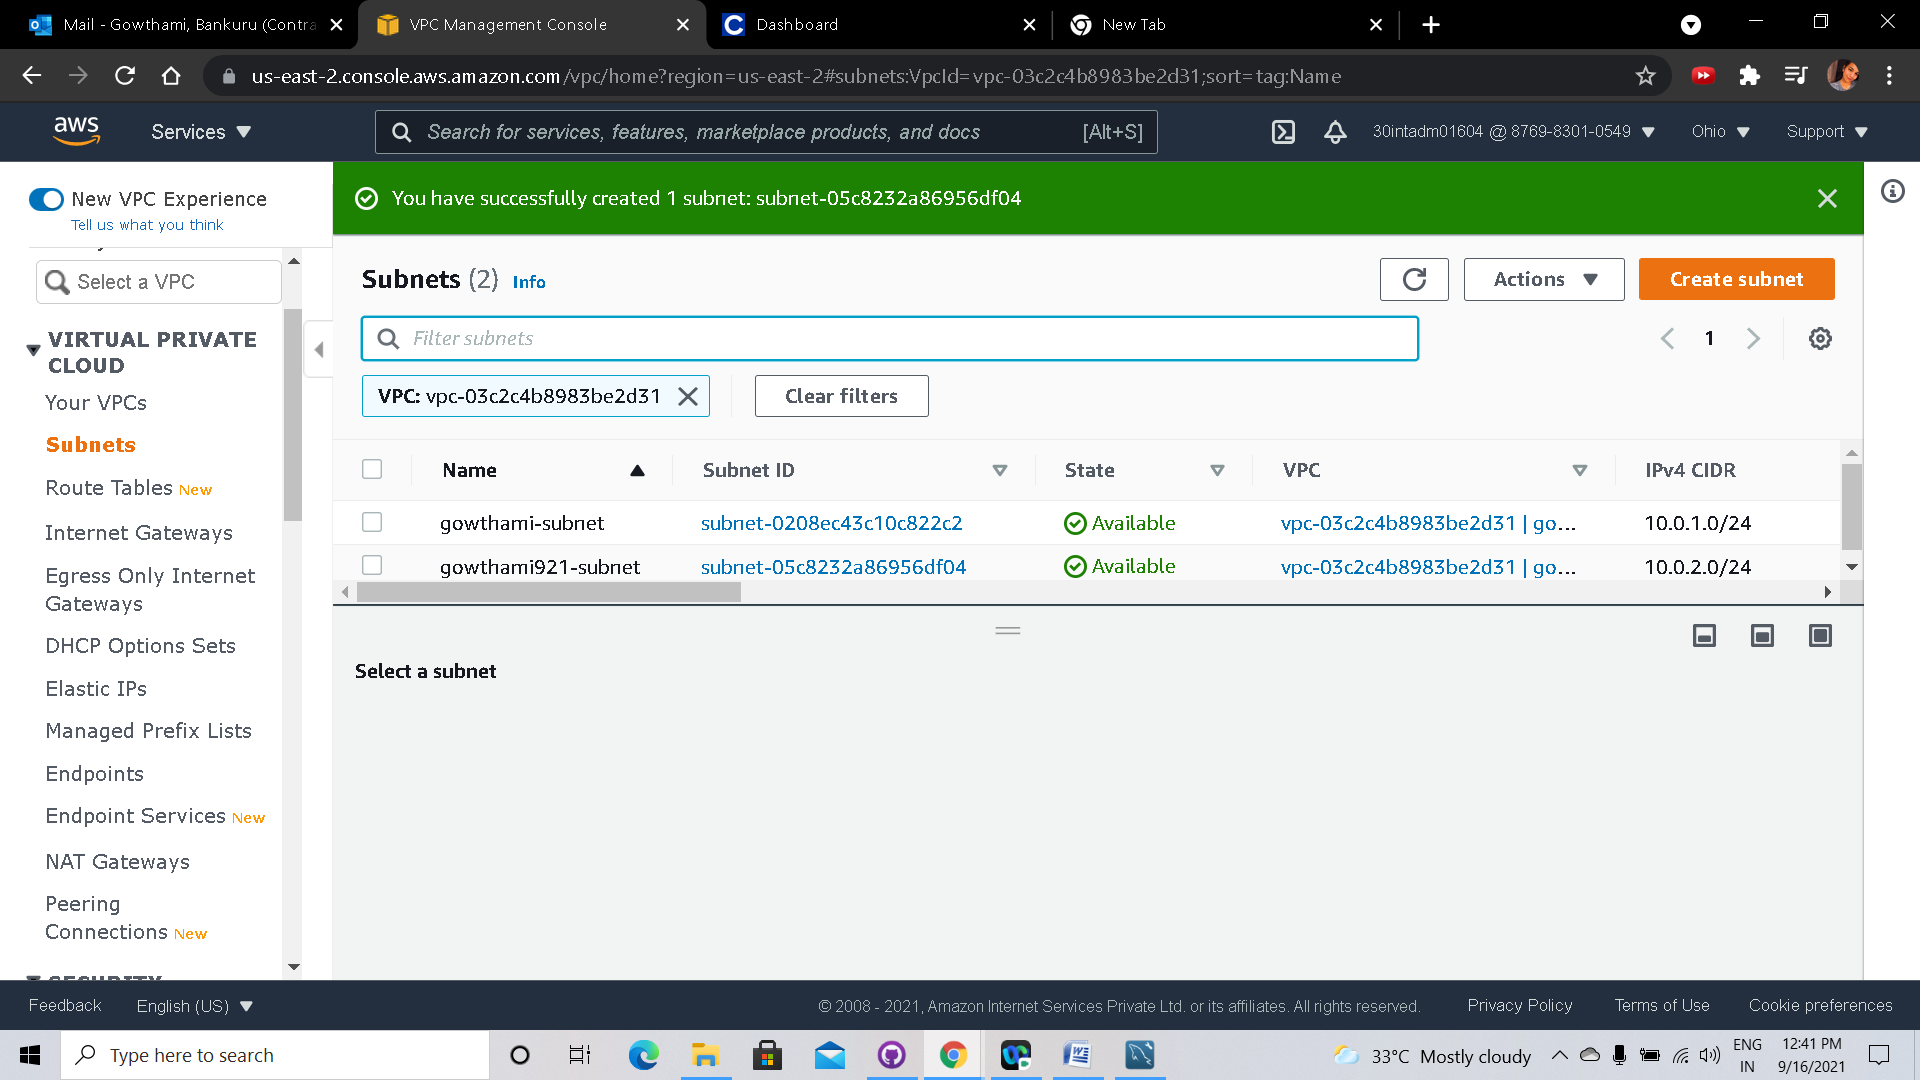 Mail - Gowthami, Bankuru (Contra
VPC Management Console
Dashboard
New Tab
us-east-2.console.aws.amazon.com/vpc/home?region=us-east-2#subnets:VpcId=vpc-03c2c4b8983be2d31;sort=tag:Name
aws
Services
Search for services, features, marketplace products, and docs
[Alt+S]
30intadm01604 @ 8769-8301-0549
Ohio
Support
New VPC Experience
Tell us what you think
Select a VPC
VIRTUAL PRIVATE
CLOUD
Your VPCs
Subnets
Route Tables New
Internet Gateways
Egress Only Internet
Gateways
DHCP Options Sets
Elastic IPs
Managed Prefix Lists
Endpoints
Endpoint Services New
NAT Gateways
Peering
Connections New
SECURITY
You have successfully created 1 subnet: subnet-05c8232a86956df04
Subnets (2) Info
Actions
Create subnet
Filter subnets
1
VPC: vpc-03c2c4b8983be2d31
Clear filters
Name
Subnet ID
State
VPC
IPv4 CIDR
gowthami-subnet
subnet-0208ec43c10c822c2
Available
vpc-03c2c4b8983be2d31 | go...
10.0.1.0/24
gowthami921-subnet
subnet-05c8232a86956df04
Available
vpc-03c2c4b8983be2d31 | go...
10.0.2.0/24
Select a subnet
Feedback
English (US)
© 2008 - 2021, Amazon Internet Services Private Ltd. or its affiliates. All rights reserved.
Privacy Policy
Terms of Use
Cookie preferences
Type here to search
33°C Mostly cloudy
ENG
IN
12:41 PM
9/16/2021